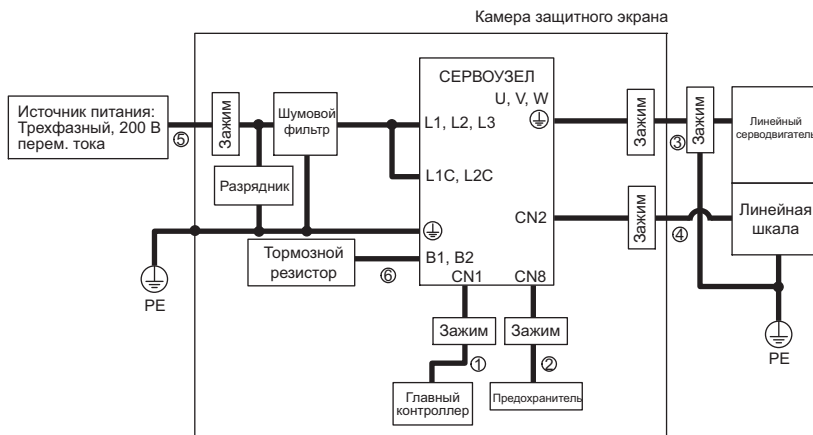 Камера защитного экрана
СЕРВОУЗЕЛ
U, V, W
Источник питания:
Трехфазный, 200 В
перем. тока
⑤
Зажим
Шумовой
фильтр
L1, L2, L3
Зажим
③
Зажим
Линейный
серводвигатель
Разрядник
L1C, L2C
CN2
Зажим
④
Линейная
шкала
Тормозной
резистор
⑥
B1, B2
CN1
CN8
PE
Зажим
Зажим
PE
①
②
Главный
контроллер
Предохранитель